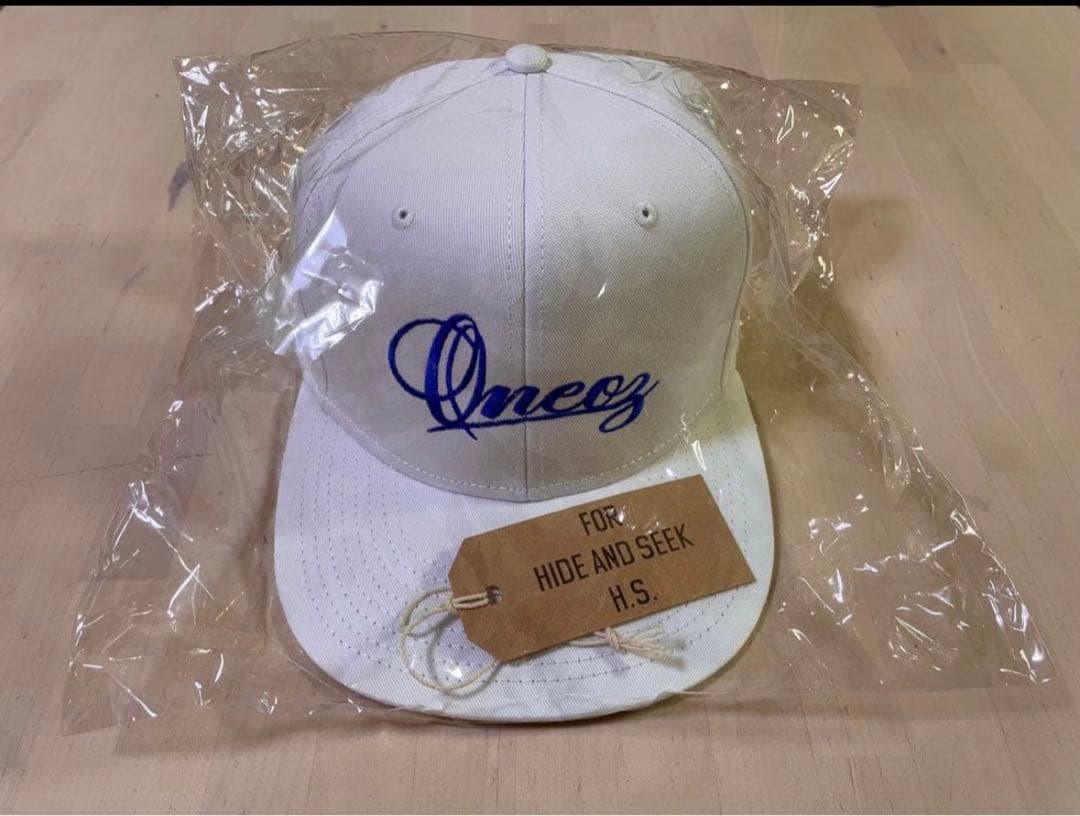 Oneoz
FOR
HIDE AND SEEK
H.S.